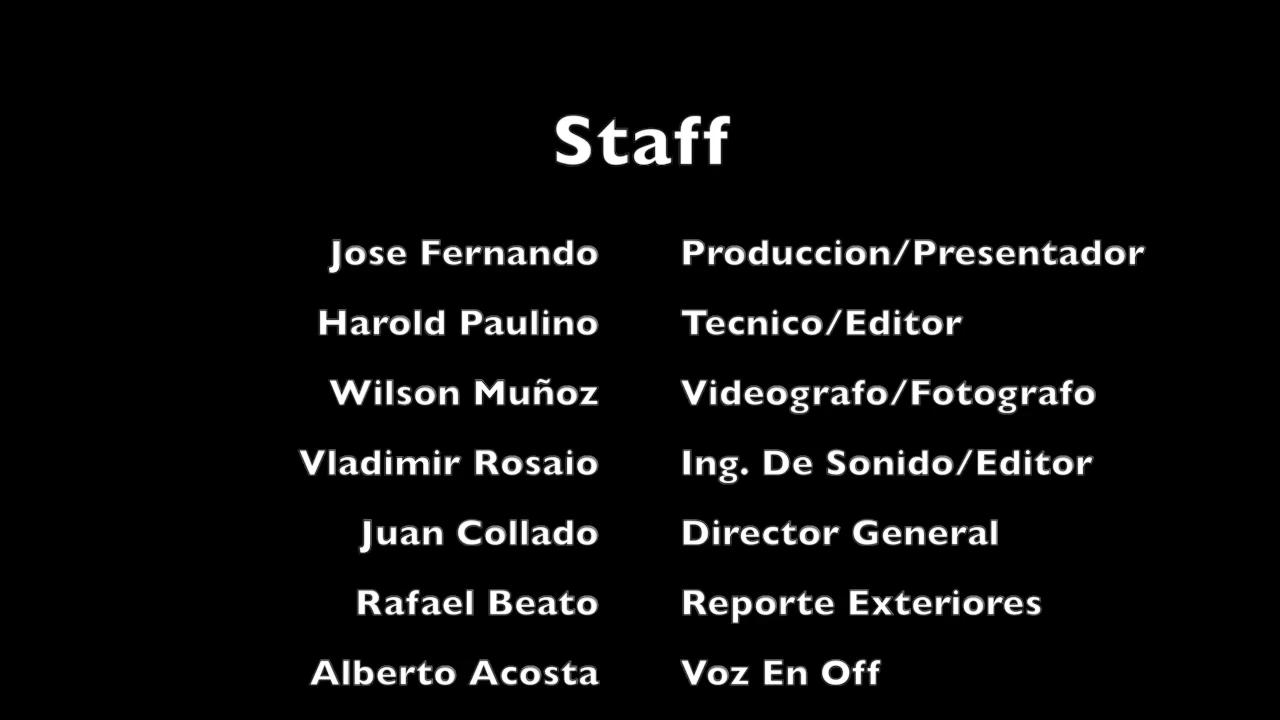 Staff
Jose Fernando Produccion/Presentador
Harold Paulino Tecnico/Editor
Wilson Muñoz Videografo/Fotografo
Vladimir Rosaio Ing. De Sonido/Editor
Juan Collado Director General
Rafael Beato Reporte Exteriores
Alberto Acosta Voz En Off